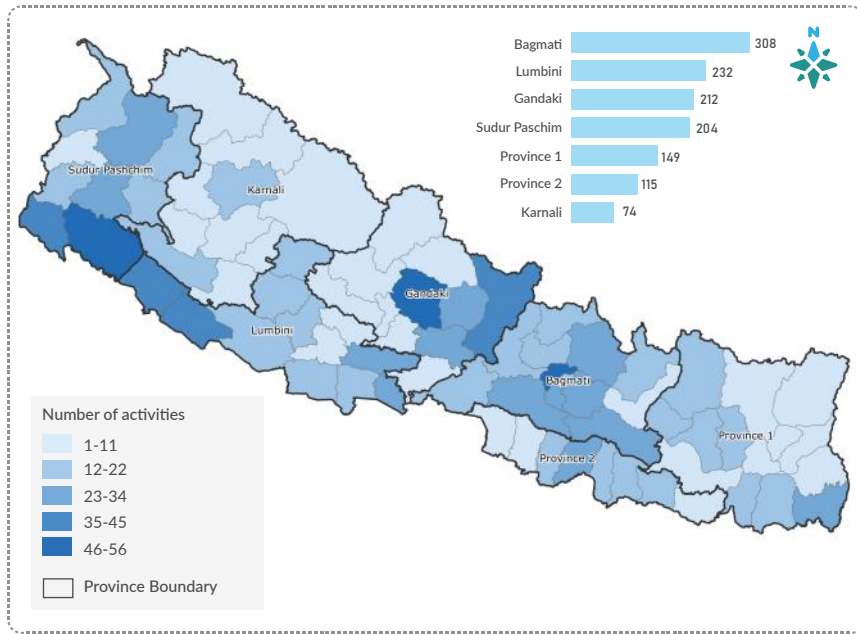 N
Bagmati 308
Lumbini 232
Gandaki 212
Sudur Paschim 204
Province 1 149
Province 2 115
Karnali 74
Sudur Pashchim
Karnali
Gandaki
Lumbini
Bagmati
Province 1
Province 2
Number of activities
1-11
12-22
23-34
35-45
46-56
Province Boundary